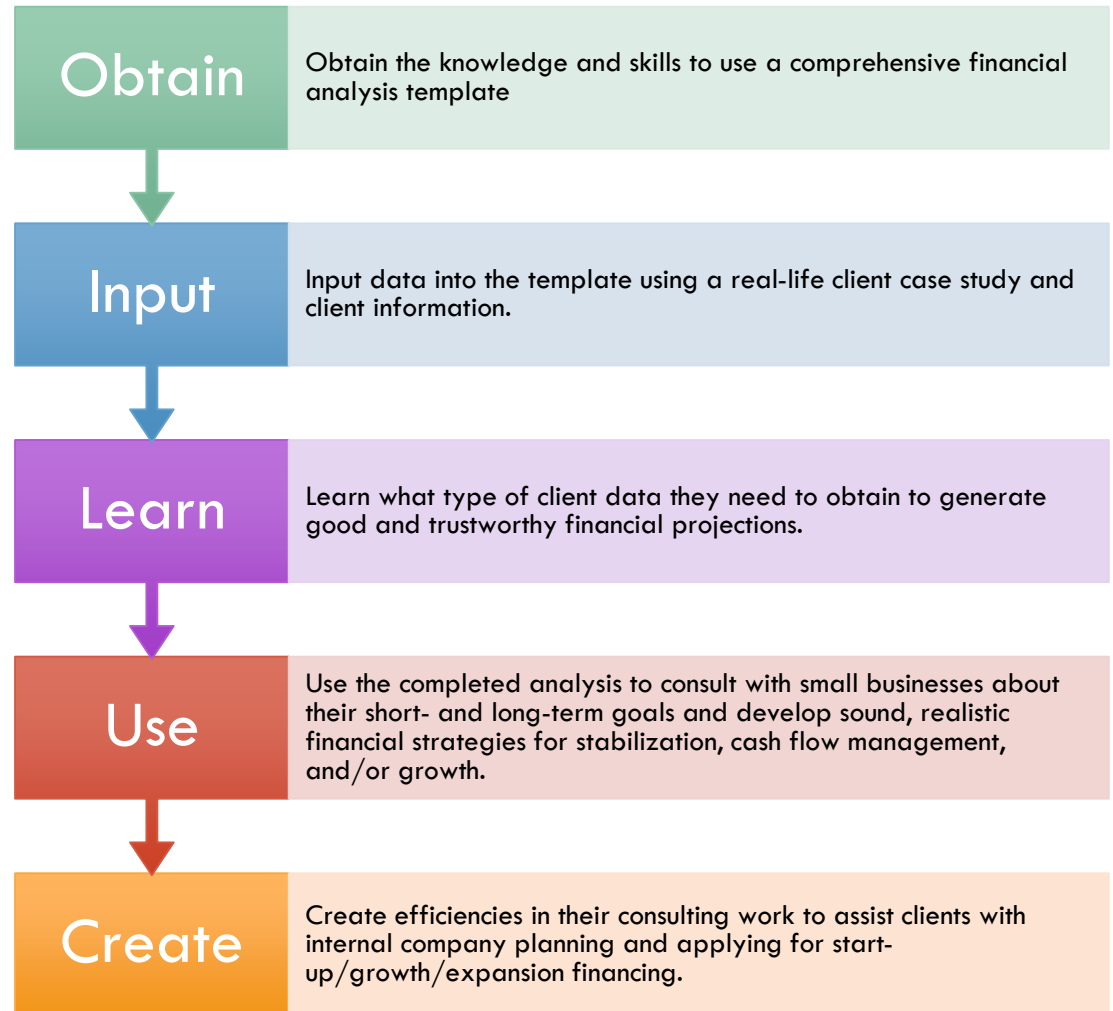 Obtain
Obtain the knowledge and skills to use a comprehensive financial
analysis template
Input
Input data into the template using a real-life client case study and
client information.
Learn
Learn what type of client data they need to obtain to generate
good and trustworthy financial projections.
Use
Use the completed analysis to consult with small businesses about
their short- and long-term goals and develop sound, realistic
financial strategies for stabilization, cash flow management,
and/or growth.
Create
Create efficiencies in their consulting work to assist clients with
internal company planning and applying for start-
up/growth/expansion financing.